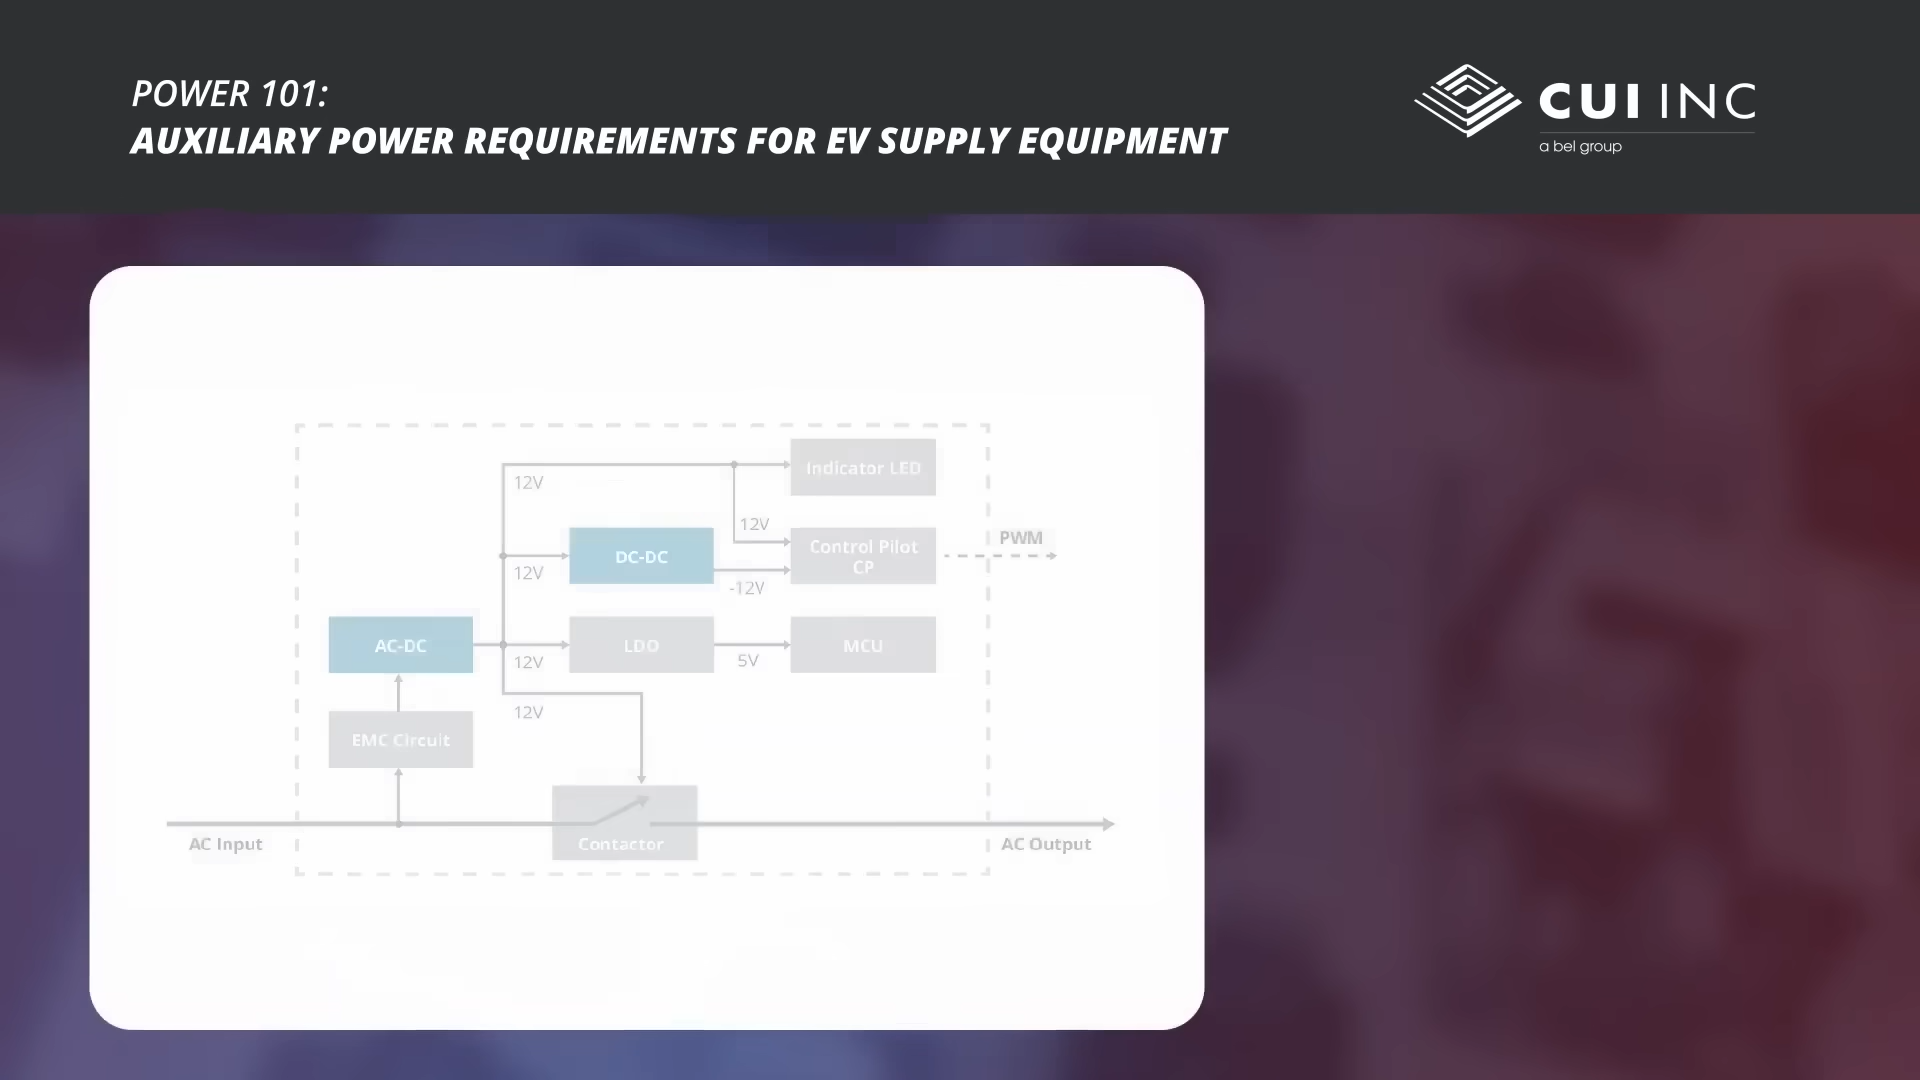 POWER 101:
AUXILIARY POWER REQUIREMENTS FOR EV SUPPLY EQUIPMENT
CUI INC
a bel group
Indicator LED
12V
12V
Control Pilot
CP
PWM
DC-DC
12V
-12V
AC-DC
LDO
MCU
12V
5V
12V
EMC Circuit
Contactor
AC Input
AC Output